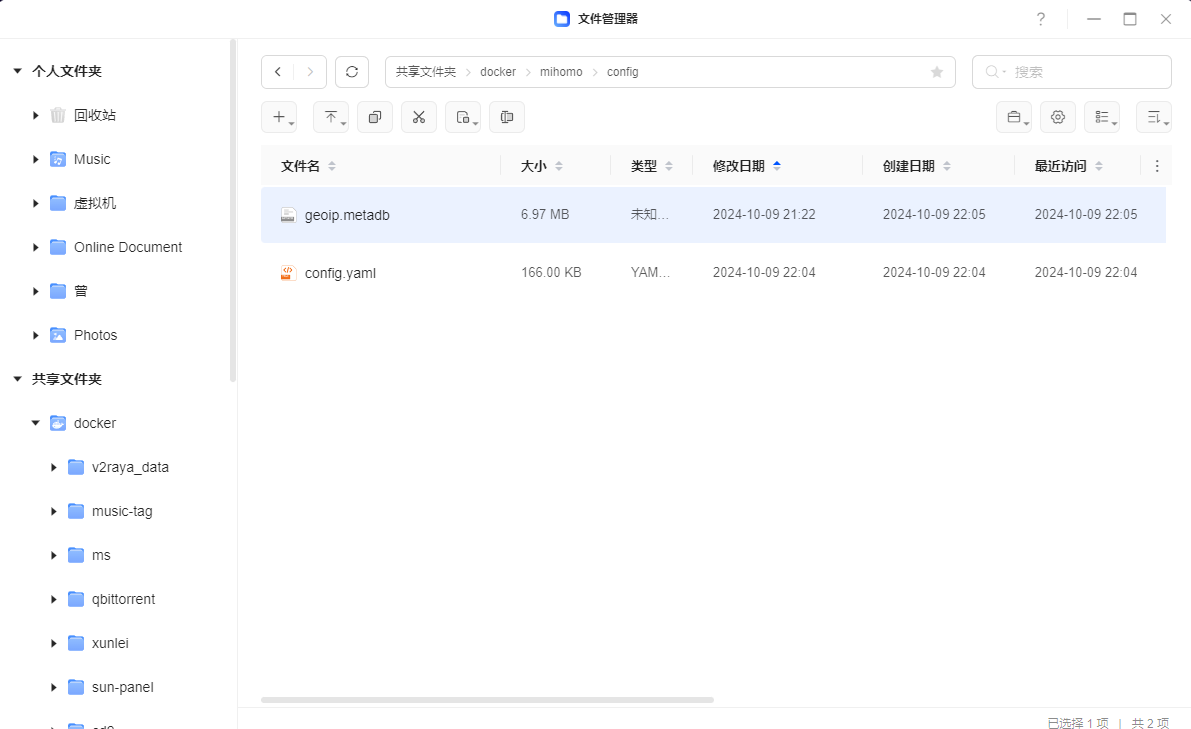 文件管理器
个人文件夹
回收站
Music
虚拟机
Online Document
曾
Photos
共享文件夹
docker
v2raya_data
music-tag
ms
qbittorrent
xunlei
sun-panel
共享文件夹 > docker > mihomo > config
搜索
文件名 大小 类型 修改日期 创建日期 最近访问
geoip.metadb 6.97 MB 未知... 2024-10-09 21:22 2024-10-09 22:05 2024-10-09 22:05
config.yaml 166.00 KB YAM... 2024-10-09 22:04 2024-10-09 22:04 2024-10-09 22:04
已选择 1 项 | 共 2 项